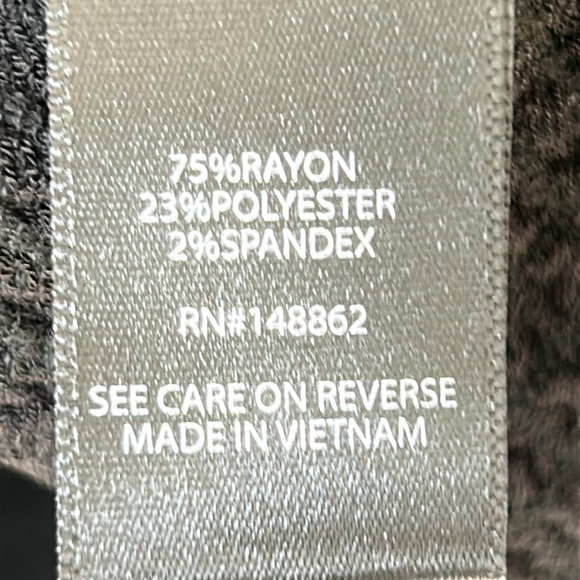 75%RAYON
23%POLYESTER
2%SPANDEX
RN#148862
SEE CARE ON REVERSE
MADE IN VIETNAM